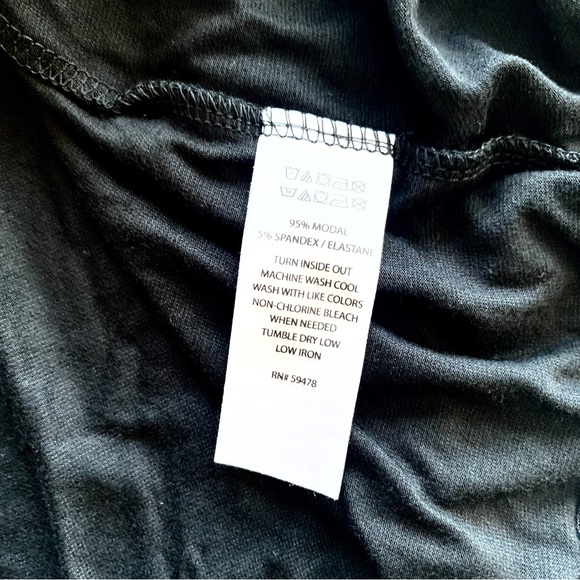 95% MODAL
5% SPANDEX / ELASTANE
TURN INSIDE OUT
MACHINE WASH COOL
WASH WITH LIKE COLORS
NON-CHLORINE BLEACH
WHEN NEEDED
TUMBLE DRY LOW
LOW IRON
RN# 59478